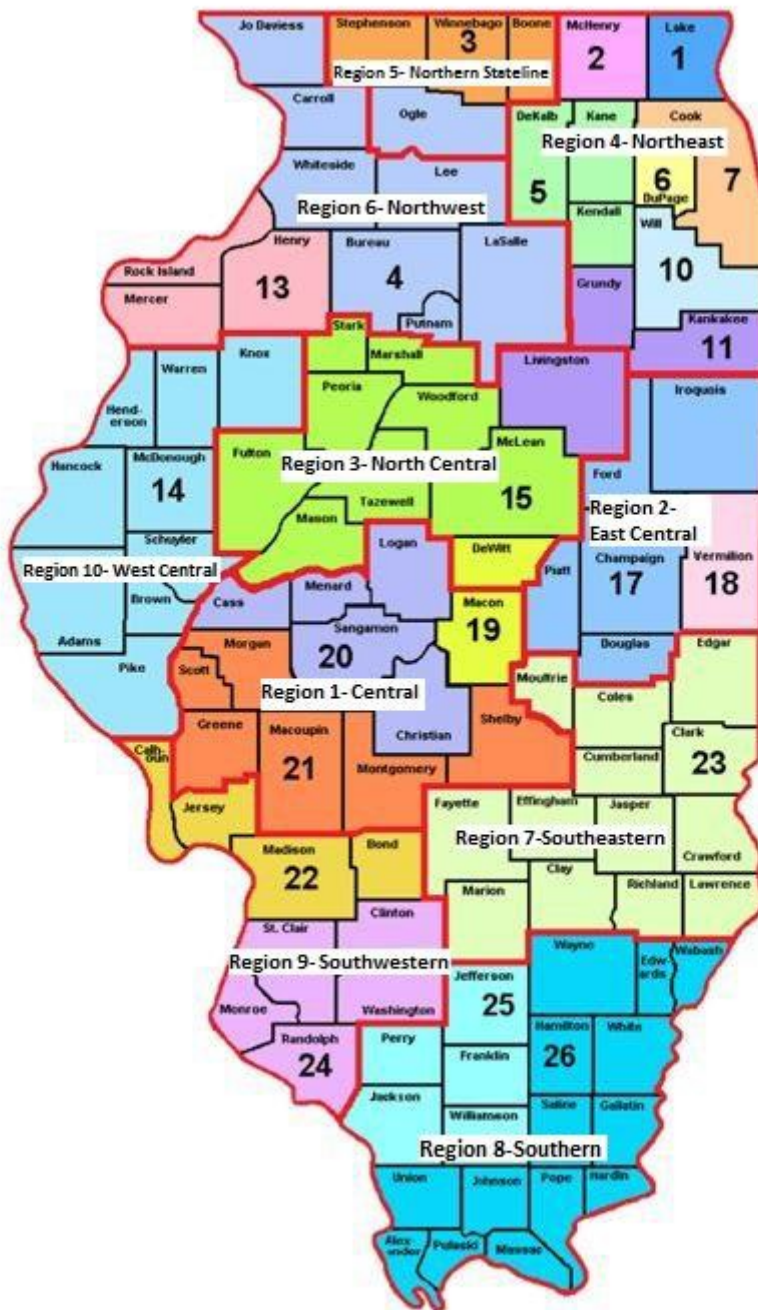 Jo Daviess
Stephenson
Winnebago
Boone
McHenry
Lake
3
2
1
Region 5- Northern Stateline
Carroll
Ogle
DeKalb
Kane
Cook
Region 4- Northeast
Whiteside
Lee
5
6
7
DuPage
Region 6- Northwest
Kendall
Will
Henry
Bureau
LaSalle
Rock Island
13
4
Grundy
10
Mercer
Putnam
Stark
Kankakee
11
Marshall
Knox
Livingston
Warren
Peoria
Woodford
Iroquois
Hend-
erson
McLean
Hancock
McDonough
Fulton
Region 3- North Central
Ford
14
Tazewell
15
Region 2-
East Central
Mason
Schuyler
Logan
DeWitt
Champaign
Vermilion
Region 10- West Central
Menard
Piatt
17
18
Brown
Cass
Macon
Sangamon
19
Adams
Morgan
20
Douglas
Edgar
Pike
Scott
Moultrie
Region 1- Central
Coles
Greene
Macoupin
Shelby
Christian
Clark
Calh-
oun
21
Cumberland
23
Montgomery
Jersey
Fayette
Effingham
Jasper
Region 7-Southeastern
Madison
Bond
Crawford
22
Clay
Marion
Richland
Lawrence
Clinton
St. Clair
Wayne
Wabash
Region 9- Southwestern
Edw-
ards
Jefferson
25
Monroe
Washington
Randolph
Hamilton
White
24
Perry
26
Franklin
Jackson
Saline
Gallatin
Williamson
Region 8-Southern
Union
Johnson
Pope
Hardin
Alex-
ander
Pulaski
Massac